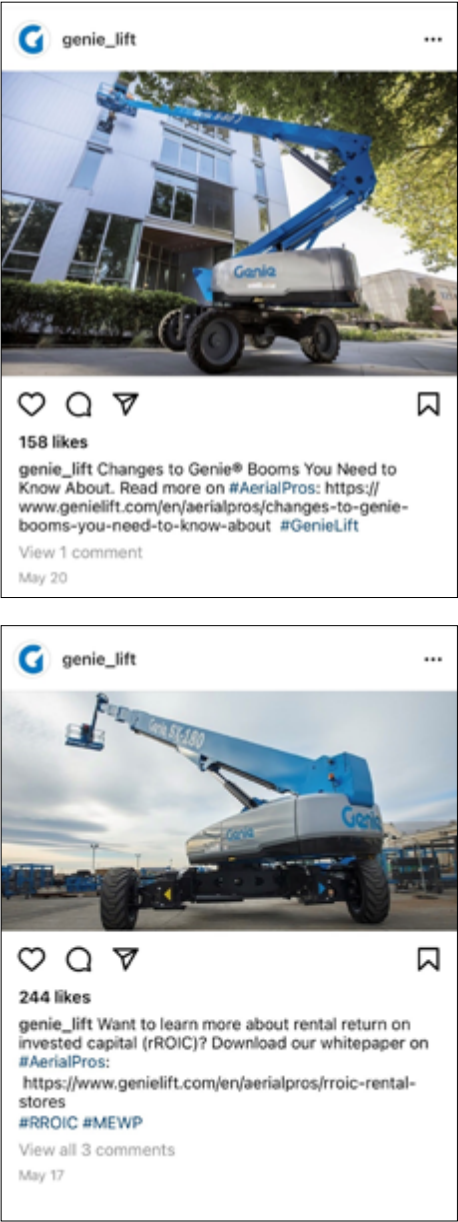 genie_lift
Genie
158 likes
genie_lift Changes to Genie® Booms You Need to
Know About. Read more on #AerialPros: https://
www.genielift.com/en/aerialpros/changes-to-genie-
booms-you-need-to-know-about #GenieLift
View 1 comment
May 20
genie_lift
Genie SX-180
Genie
Genie
244 likes
genie_lift Want to learn more about rental return on
invested capital (rROIC)? Download our whitepaper on
#AerialPros:
https://www.genielift.com/en/aerialpros/rroic-rental-
stores
#RROIC #MEWP
View all 3 comments
May 17